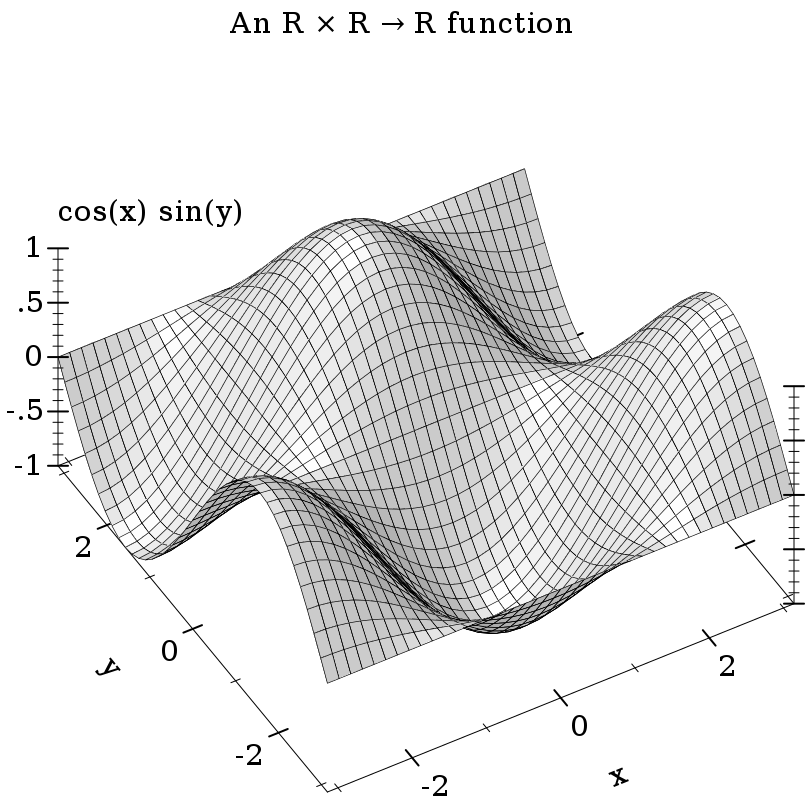 An R × R → R function
cos(x) sin(y)
1
.5
0
-.5
-1
2
0
-2
y
-2
0
2
x